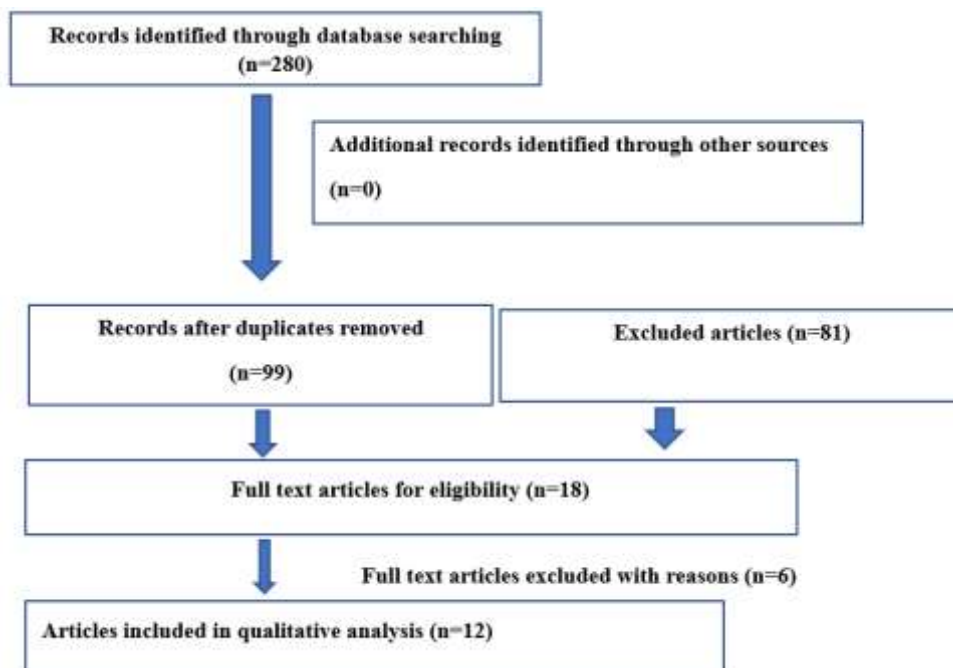 Records identified through database searching
(n=280)
Additional records identified through other sources
(n=0)
Records after duplicates removed
(n=99)
Excluded articles (n=81)
Full text articles for eligibility (n=18)
Full text articles excluded with reasons (n=6)
Articles included in qualitative analysis (n=12)